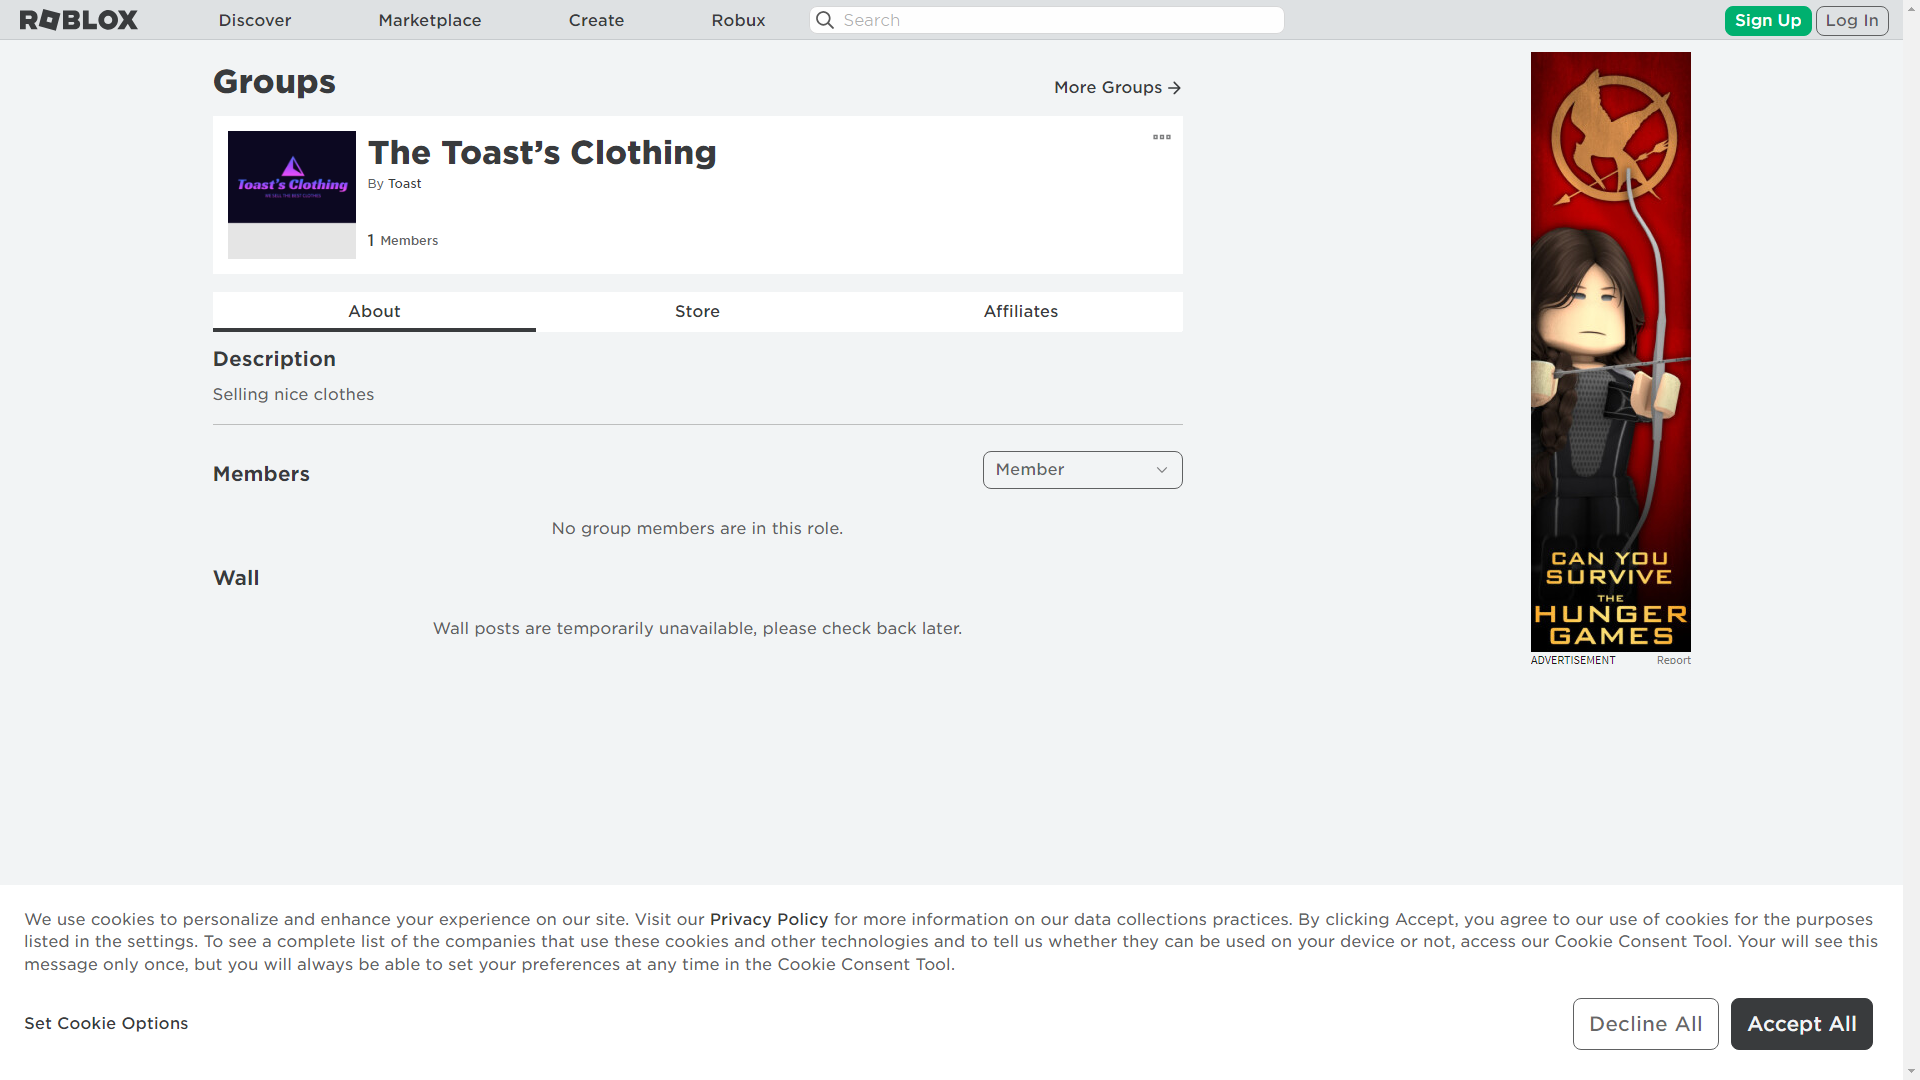 ROBLOX
Discover
Marketplace
Create
Robux
Search
Sign Up
Log In
Groups
More Groups
Toast's Clothing
WE SELL THE BEST CLOTHES
The Toast’s Clothing
By Toast
1 Members
About
Store
Affiliates
Description
Selling nice clothes
Members
Member
No group members are in this role.
Wall
Wall posts are temporarily unavailable, please check back later.
CAN YOU
SURVIVE
THE
HUNGER
GAMES
ADVERTISEMENT
Report
We use cookies to personalize and enhance your experience on our site. Visit our Privacy Policy for more information on our data collections practices. By clicking Accept, you agree to our use of cookies for the purposes
listed in the settings. To see a complete list of the companies that use these cookies and other technologies and to tell us whether they can be used on your device or not, access our Cookie Consent Tool. Your will see this
message only once, but you will always be able to set your preferences at any time in the Cookie Consent Tool.
Set Cookie Options
Decline All
Accept All